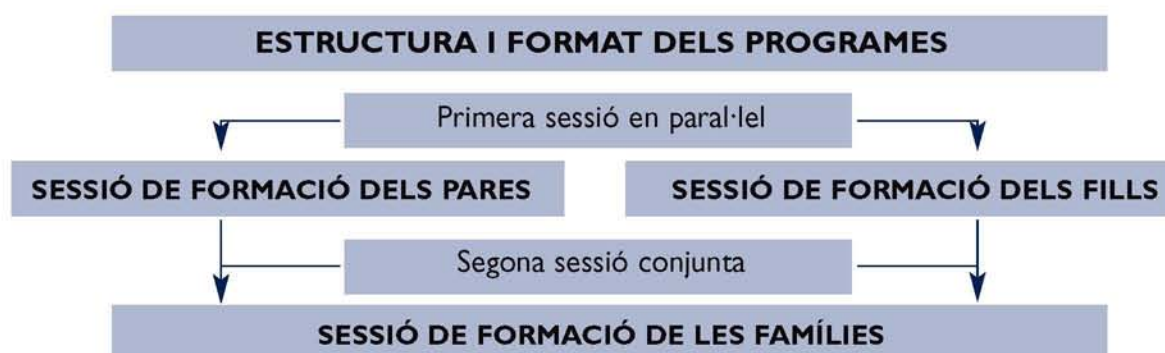 ESTRUCTURA I FORMAT DELS PROGRAMES
Primera sessió en paral·lel
SESSIÓ DE FORMACIÓ DELS PARES
SESSIÓ DE FORMACIÓ DELS FILLS
Segona sessió conjunta
SESSIÓ DE FORMACIÓ DE LES FAMÍLIES